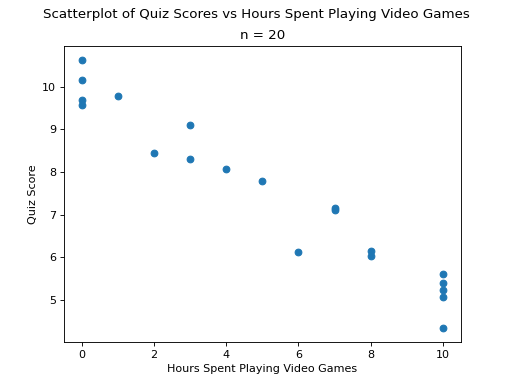 Scatterplot of Quiz Scores vs Hours Spent Playing Video Games
n = 20
10
9
8
7
6
5
Quiz Score
0 2 4 6 8 10
Hours Spent Playing Video Games